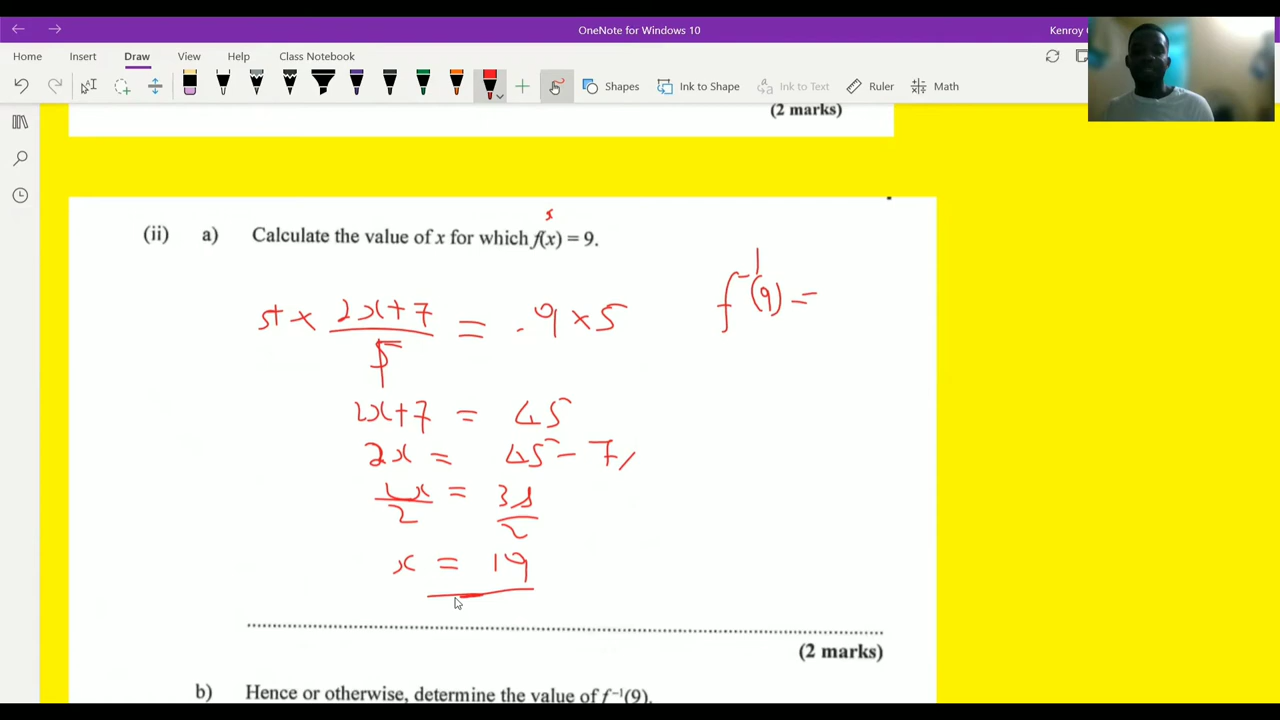 OneNote for Windows 10
Kenroy
Home Insert Draw View Help Class Notebook
Shapes Ink to Shape Ink to Text Ruler Math
(2 marks)
(ii) a) Calculate the value of x for which f(x) = 9.
f⁻¹(9) =
5 × (2x+7)/5 = 9 × 5
2x+7 = 45
2x = 45 - 7
2x/2 = 38/2
x = 19
(2 marks)
b) Hence or otherwise, determine the value of f⁻¹(9).